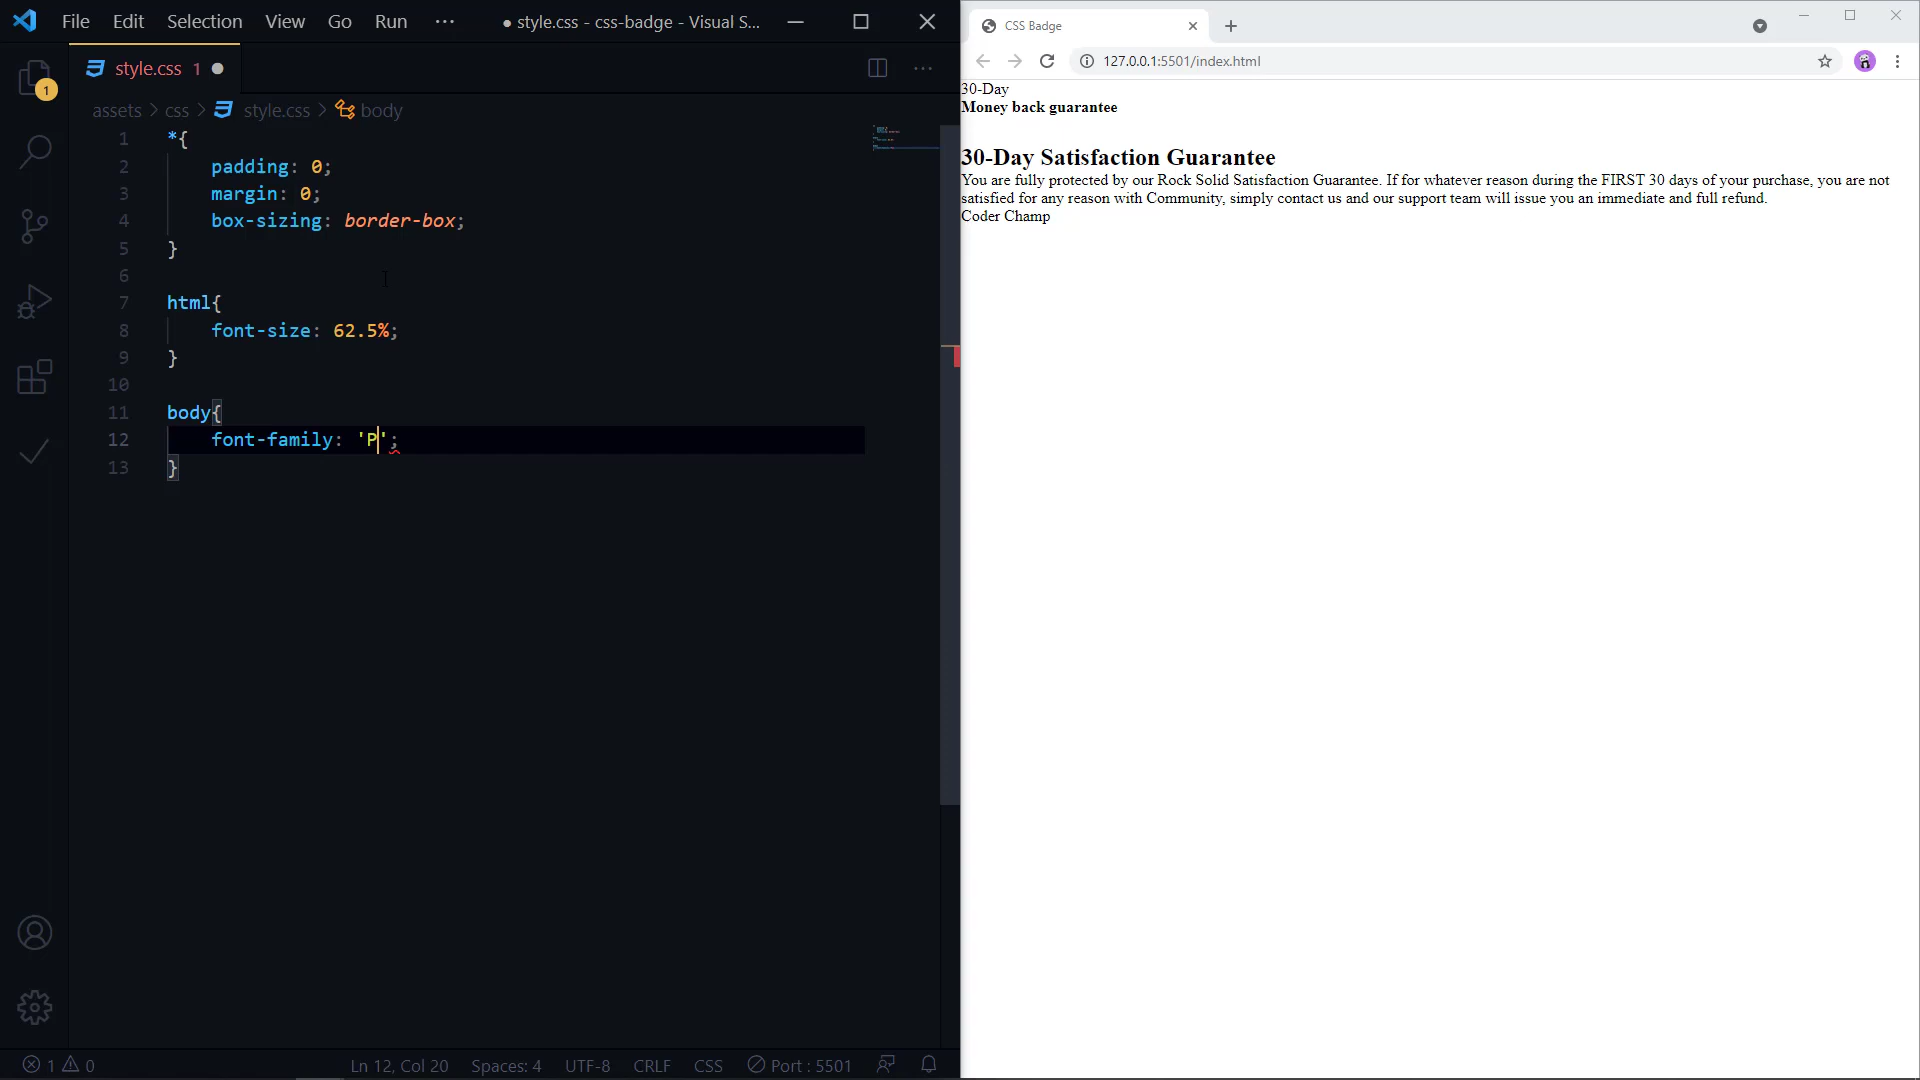 File Edit Selection View Go Run ··· ● style.css - css-badge - Visual S...
style.css 1 ● ···
1
assets > css > style.css > body
1 *{
2 padding: 0;
3 margin: 0;
4 box-sizing: border-box;
5 }
6
7 html{
8 font-size: 62.5%;
9 }
10
11 body{
12 font-family: 'P';
13 }
1 0 Ln 12, Col 20 Spaces: 4 UTF-8 CRLF CSS Port : 5501
CSS Badge
127.0.0.1:5501/index.html
30-Day
Money back guarantee
30-Day Satisfaction Guarantee
You are fully protected by our Rock Solid Satisfaction Guarantee. If for whatever reason during the FIRST 30 days of your purchase, you are not
satisfied for any reason with Community, simply contact us and our support team will issue you an immediate and full refund.
Coder Champ